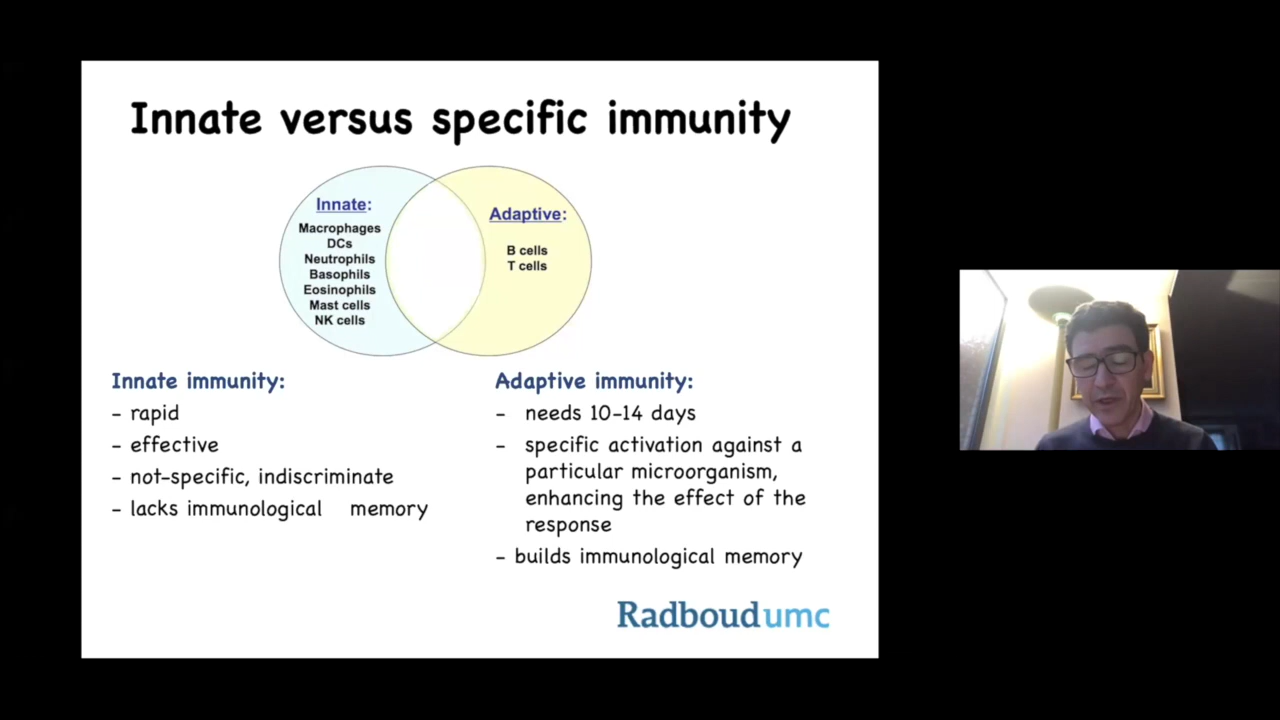 Innate versus specific immunity
Innate:
Macrophages
DCs
Neutrophils
Basophils
Eosinophils
Mast cells
NK cells
Adaptive:
B cells
T cells
Innate immunity:
- rapid
- effective
- not-specific, indiscriminate
- lacks immunological memory
Adaptive immunity:
- needs 10-14 days
- specific activation against a
particular microorganism,
enhancing the effect of the
response
- builds immunological memory
Radboudumc